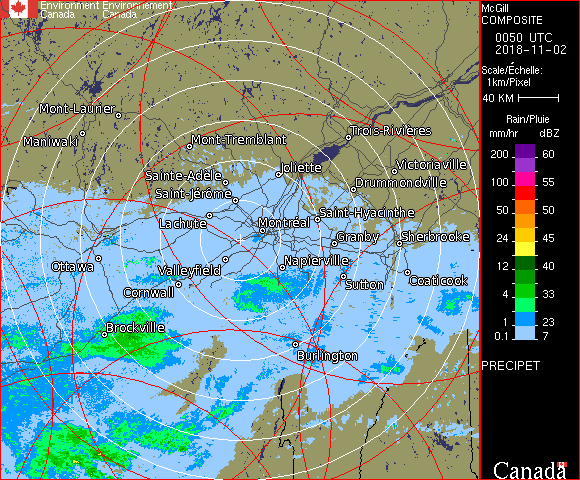 Environment Environnement
Canada Canada
McGill
COMPOSITE
0050 UTC
2018-11-02
Scale/Échelle:
1km/Pixel
40 KM
Rain/Pluie
mm/hr dBZ
200 60
100 55
50 50
24 45
12 40
4 33
1 23
0.1 7
PRECIPET
Canada
Mont-Laurier
Maniwaki
Mont-Tremblant
Trois-Rivières
Sainte-Adèle
Joliette
Victoriaville
Saint-Jérôme
Drummondville
Lachute
Montréal
Saint-Hyacinthe
Granby
Sherbrooke
Ottawa
Valleyfield
Napierville
Cornwall
Sutton
Coaticook
Brockville
Burlington